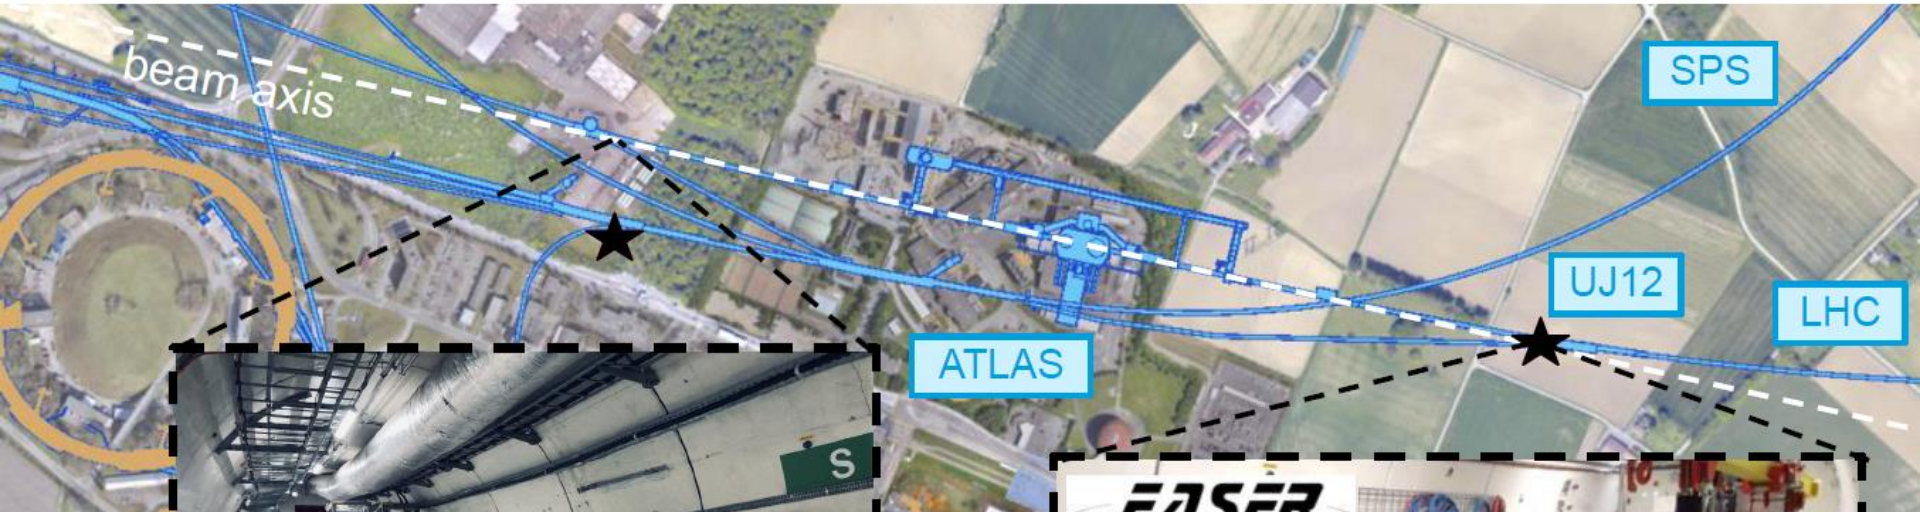 SPS
beam axis
UJ12
LHC
ATLAS
S
FASER